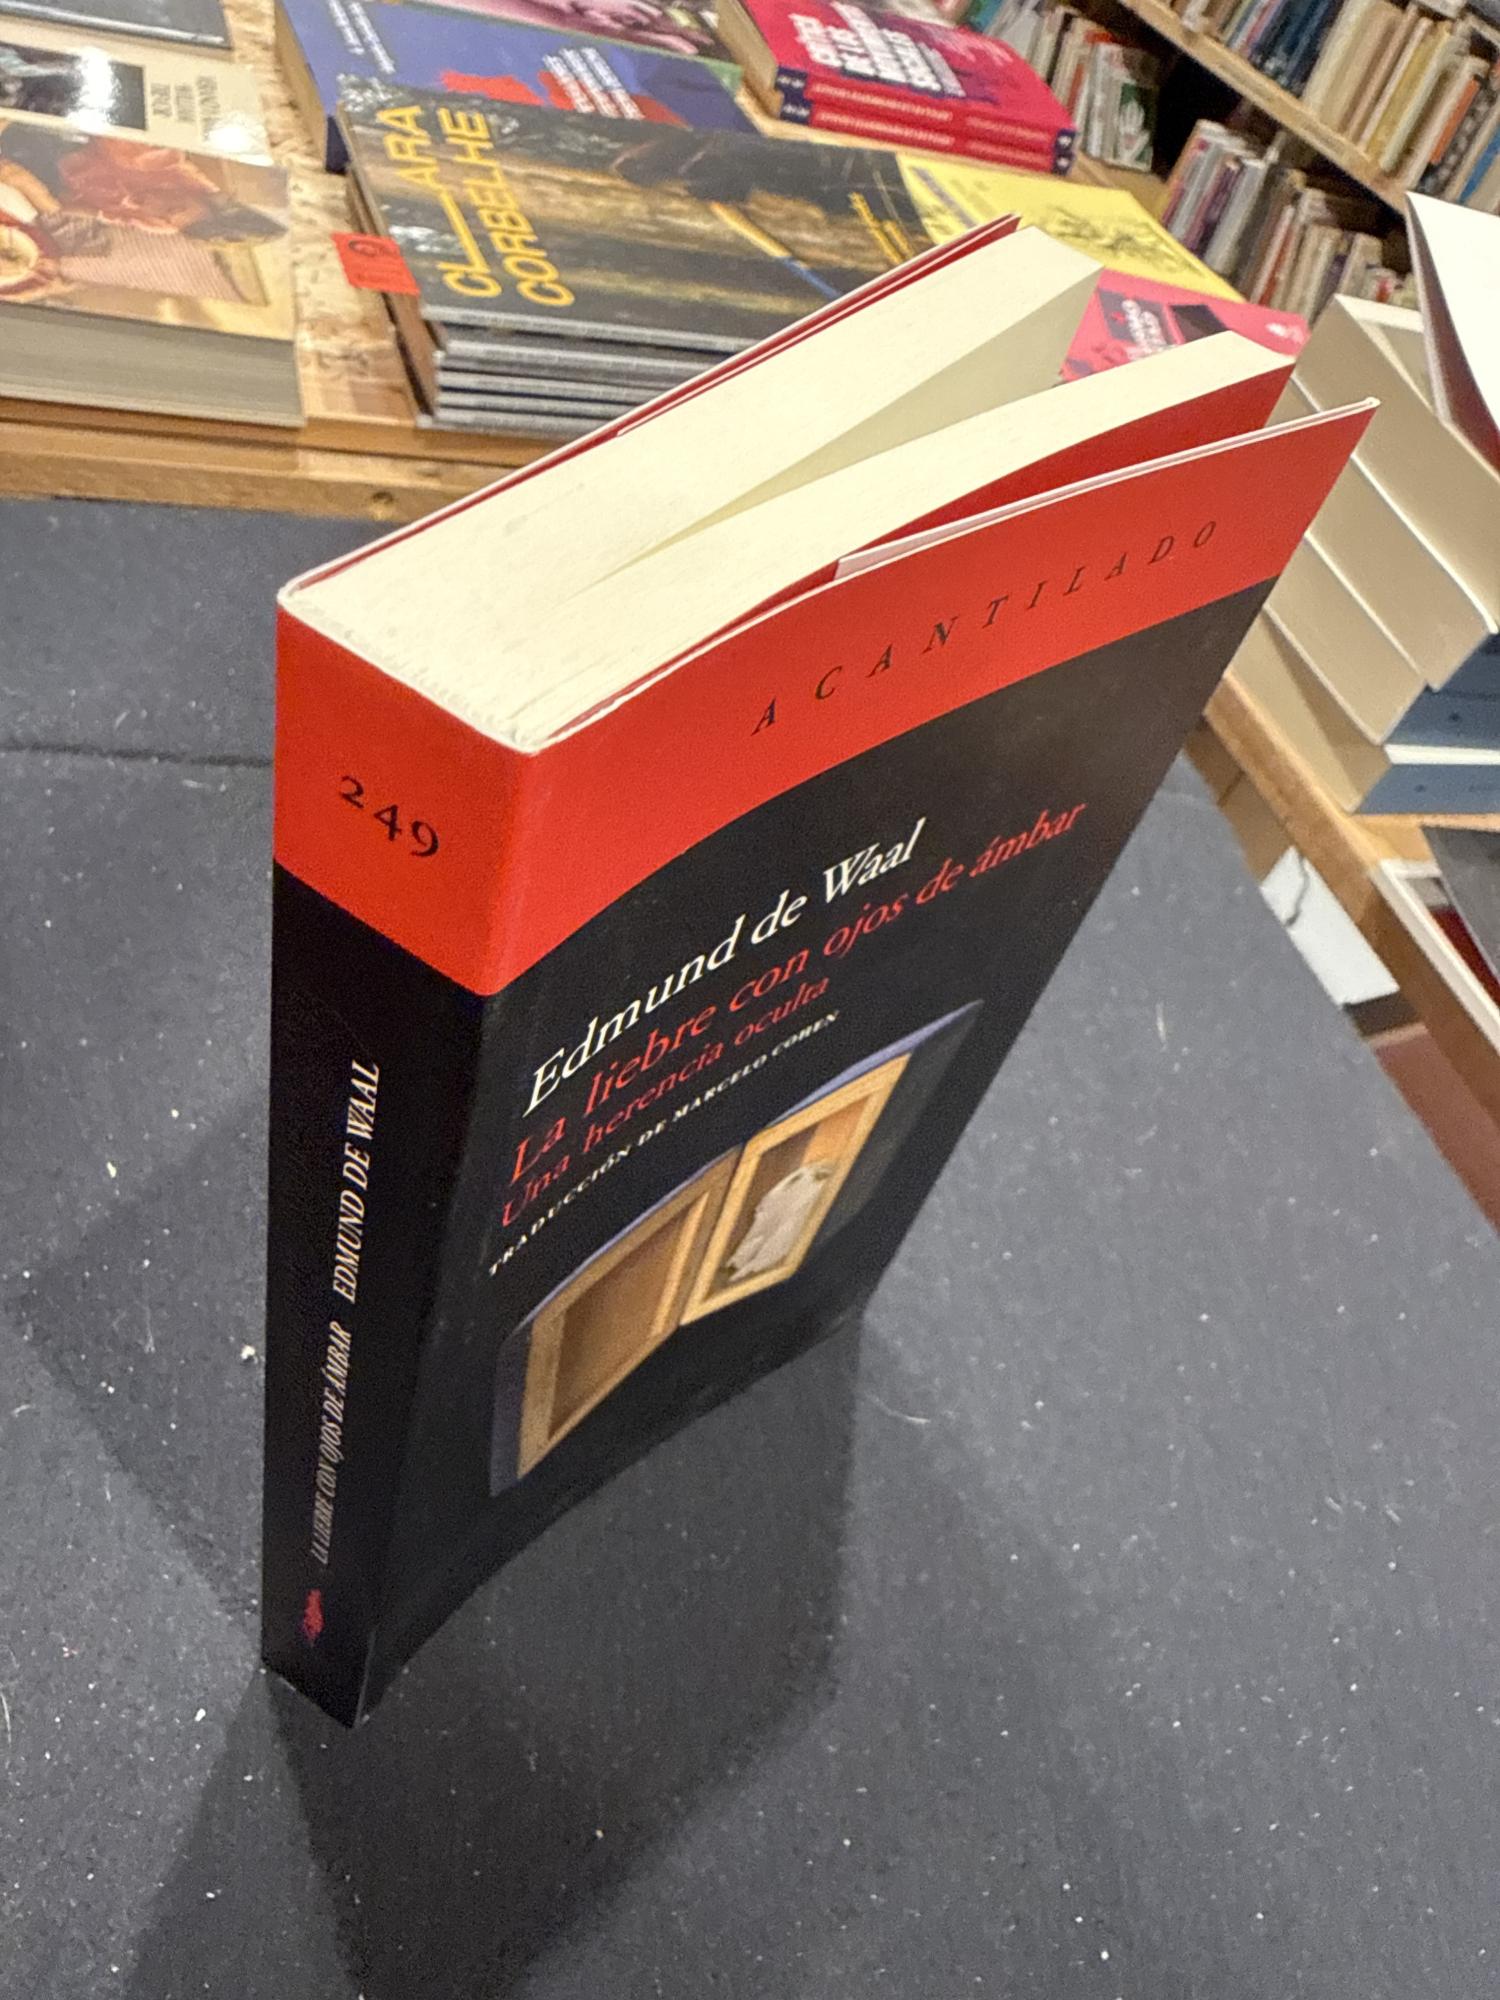 CLARA
CORBELHE
ACANTILADO
249
Edmund de Waal
La liebre con ojos de ámbar
Una herencia oculta
TRADUCCIÓN DE MARCELO COHEN
LA LIEBRE CON OJOS DE ÁMBAR EDMUND DE WAAL